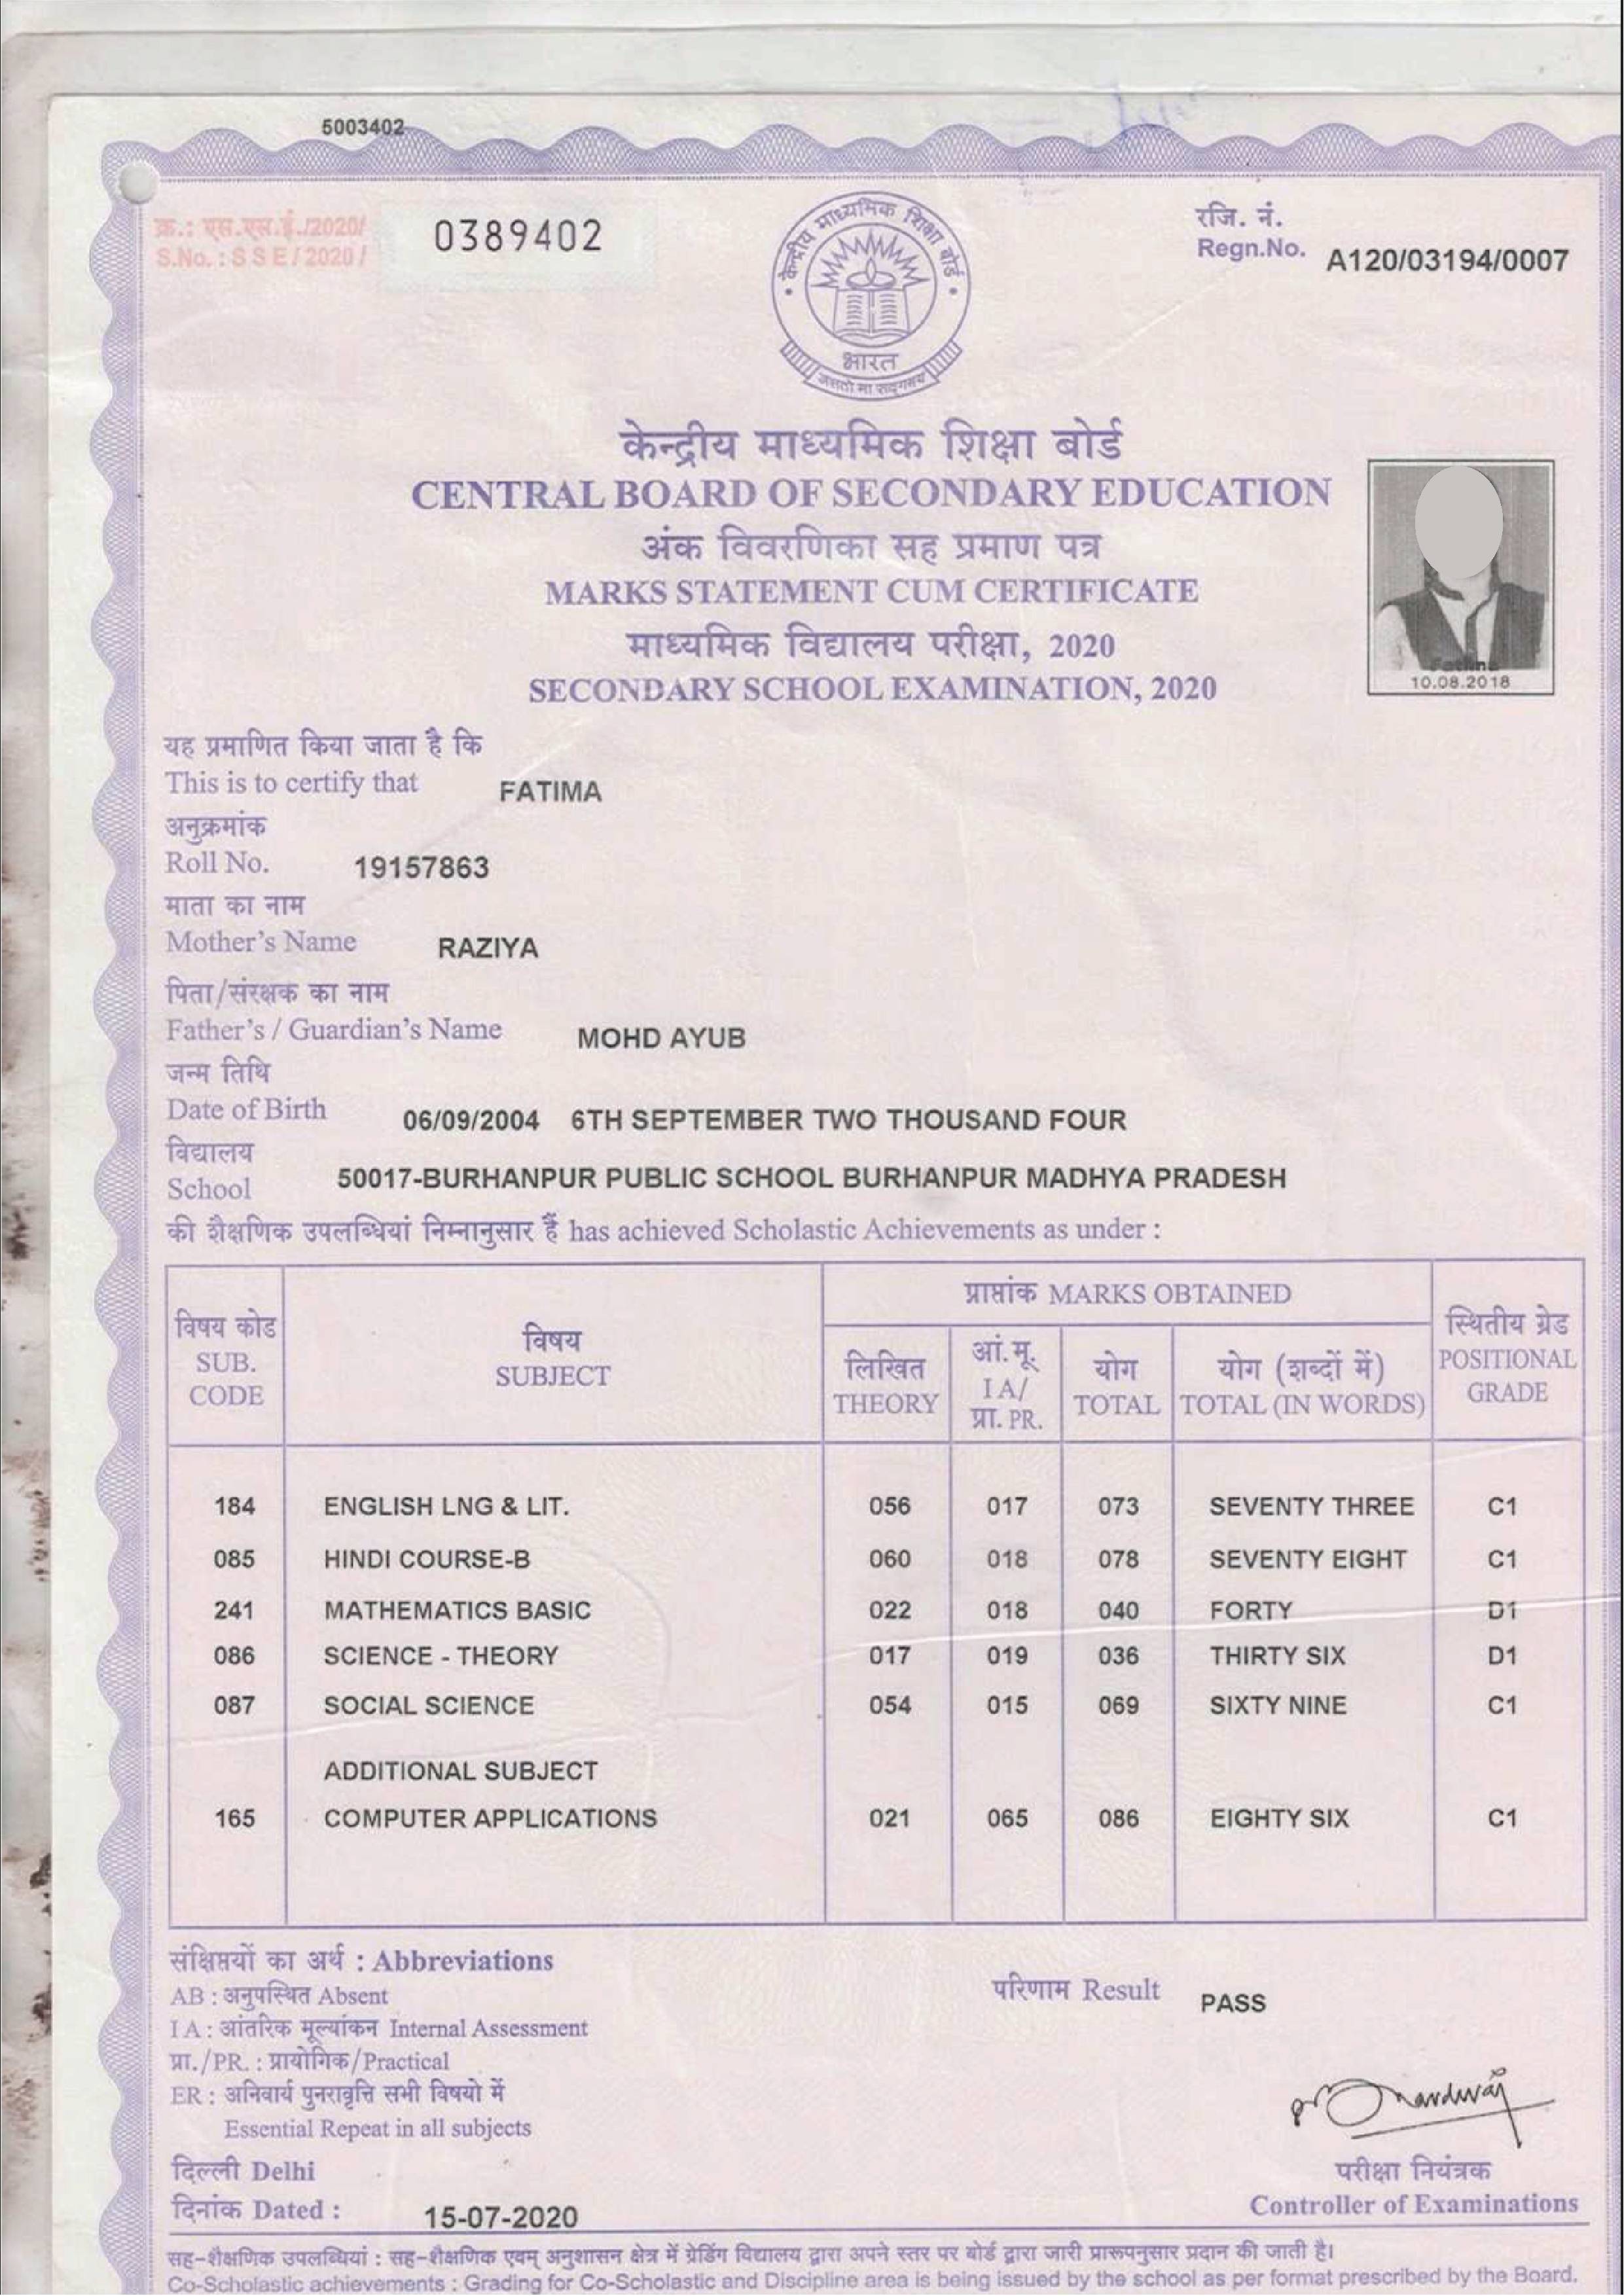 5003402
क्र.: एस.एस.ई./2020/
S.No. : S S E / 2020 /
0389402
रजि. नं.
Regn.No. A120/03194/0007
केन्द्रीय माध्यमिक शिक्षा बोर्ड
भारत
असतो मा सद्गमय
केन्द्रीय माध्यमिक शिक्षा बोर्ड
CENTRAL BOARD OF SECONDARY EDUCATION
अंक विवरणिका सह प्रमाण पत्र
MARKS STATEMENT CUM CERTIFICATE
माध्यमिक विद्यालय परीक्षा, 2020
SECONDARY SCHOOL EXAMINATION, 2020
Fatima
10.08.2018
यह प्रमाणित किया जाता है कि
This is to certify that FATIMA
अनुक्रमांक
Roll No. 19157863
माता का नाम
Mother's Name RAZIYA
पिता/संरक्षक का नाम
Father's / Guardian's Name MOHD AYUB
जन्म तिथि
Date of Birth 06/09/2004 6TH SEPTEMBER TWO THOUSAND FOUR
विद्यालय
School 50017-BURHANPUR PUBLIC SCHOOL BURHANPUR MADHYA PRADESH
की शैक्षणिक उपलब्धियां निम्नानुसार हैं has achieved Scholastic Achievements as under :
विषय कोड
SUB.
CODE
विषय
SUBJECT
प्राप्तांक MARKS OBTAINED
लिखित
THEORY
आं.मू.
I A/
प्रा. PR.
योग
TOTAL
योग (शब्दों में)
TOTAL (IN WORDS)
स्थितीय ग्रेड
POSITIONAL
GRADE
184 ENGLISH LNG & LIT. 056 017 073 SEVENTY THREE C1
085 HINDI COURSE-B 060 018 078 SEVENTY EIGHT C1
241 MATHEMATICS BASIC 022 018 040 FORTY D1
086 SCIENCE - THEORY 017 019 036 THIRTY SIX D1
087 SOCIAL SCIENCE 054 015 069 SIXTY NINE C1
ADDITIONAL SUBJECT
165 COMPUTER APPLICATIONS 021 065 086 EIGHTY SIX C1
संक्षिप्तयों का अर्थ : Abbreviations
AB : अनुपस्थित Absent
I A : आंतरिक मूल्यांकन Internal Assessment
प्रा./PR. : प्रायोगिक/Practical
ER : अनिवार्य पुनरावृत्ति सभी विषयो में
Essential Repeat in all subjects
परिणाम Result PASS
दिल्ली Delhi
दिनांक Dated : 15-07-2020
परीक्षा नियंत्रक
Controller of Examinations
सह-शैक्षणिक उपलब्धियां : सह-शैक्षणिक एवम् अनुशासन क्षेत्र में ग्रेडिंग विद्यालय द्वारा अपने स्तर पर बोर्ड द्वारा जारी प्रारूपनुसार प्रदान की जाती है।
Co-Scholastic achievements : Grading for Co-Scholastic and Discipline area is being issued by the school as per format prescribed by the Board.